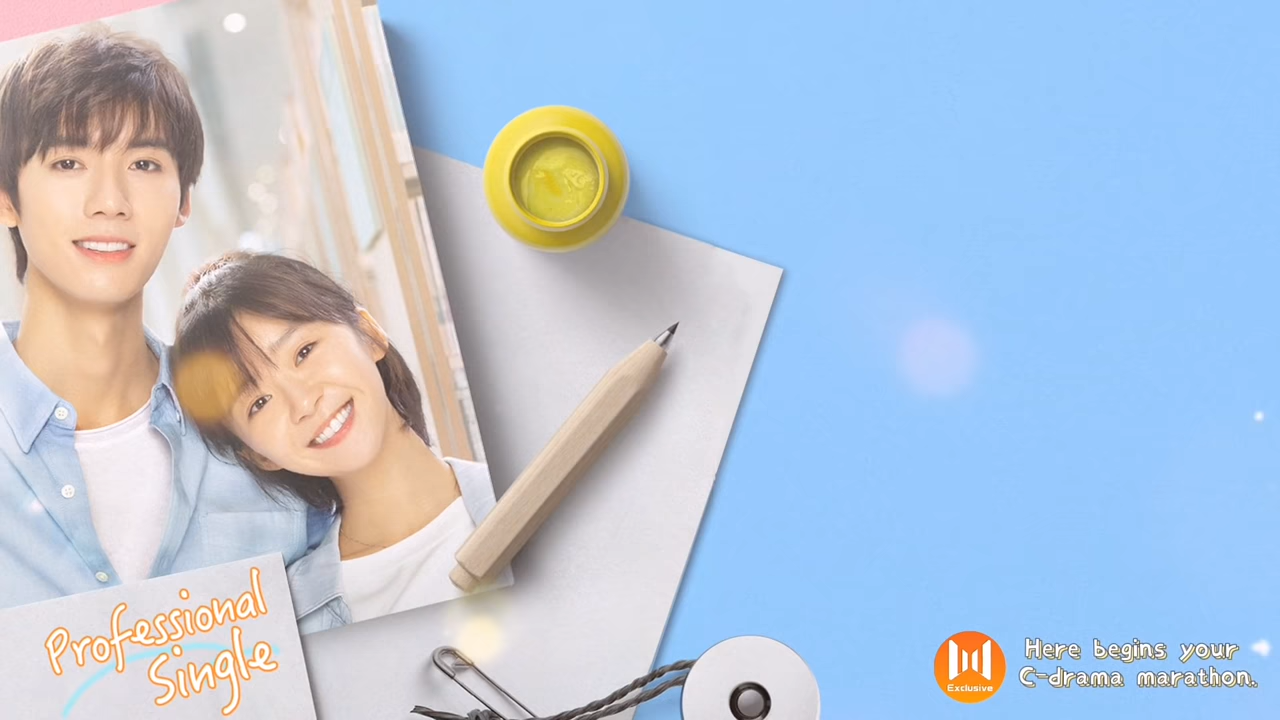 Professional
Single
Exclusive
Here begins your
C-drama marathon.